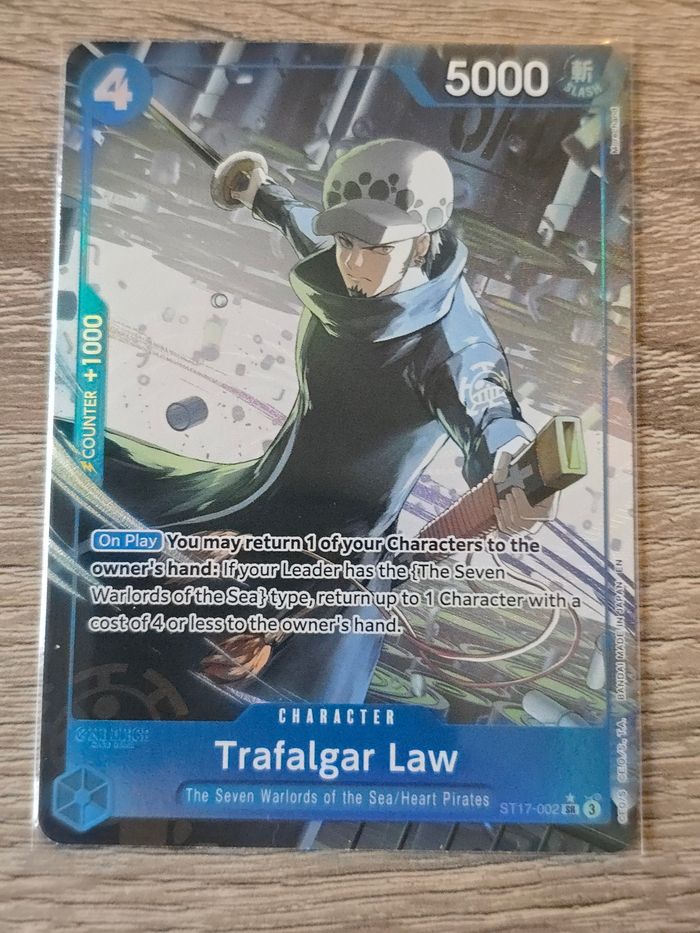 4
5000
斬
SLASH
COUNTER +1000
On Play You may return 1 of your Characters to the
owner's hand: If your Leader has the {The Seven
Warlords of the Sea} type, return up to 1 Character with a
cost of 4 or less to the owner's hand.
CHARACTER
Trafalgar Law
The Seven Warlords of the Sea/Heart Pirates
ST17-002 SR 3
BANDAI MADE IN JAPAN EN